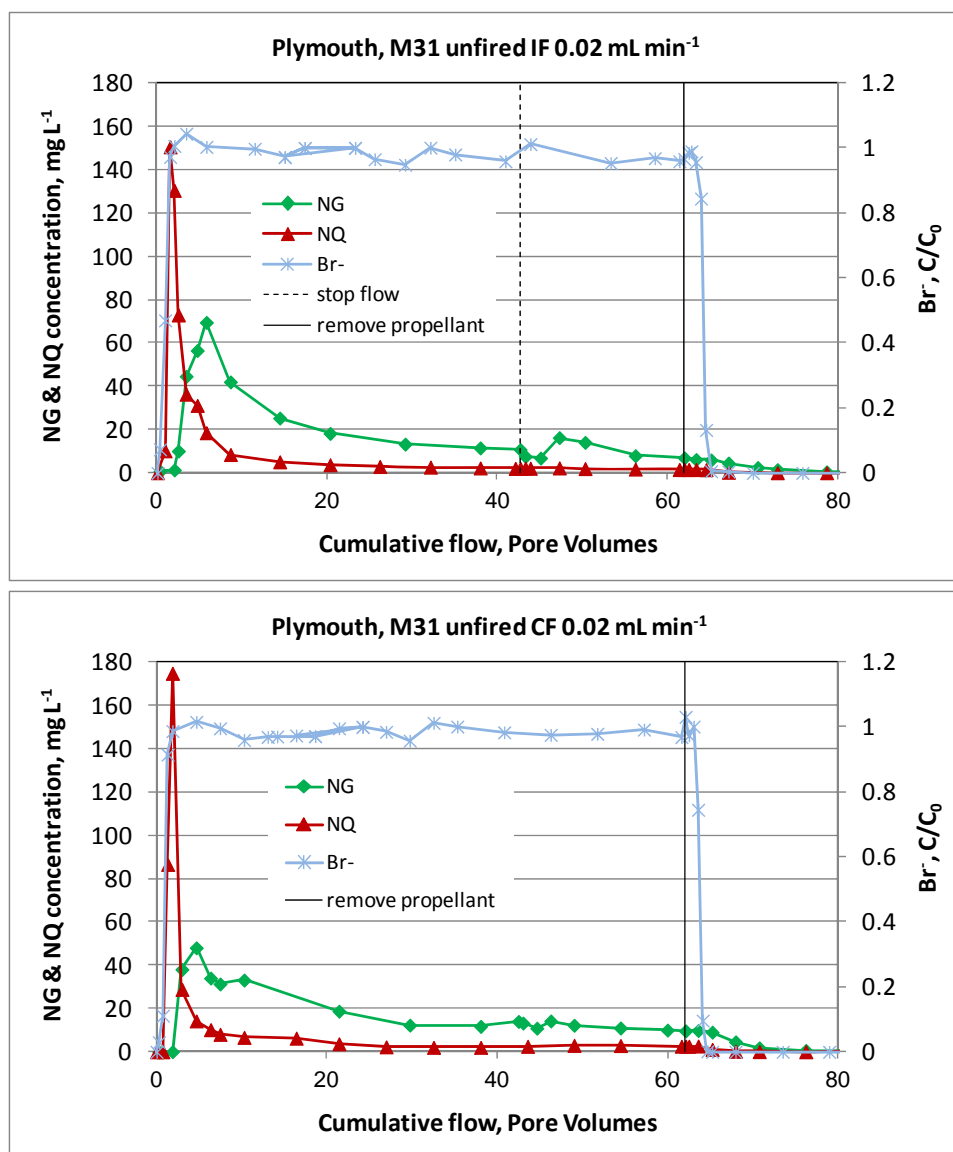 Plymouth, M31 unfired IF 0.02 mL min⁻¹
NG & NQ concentration, mg L⁻¹
180
160
140
120
100
80
60
40
20
0
NG
NQ
Br-
stop flow
remove propellant
1.2
1
0.8
0.6
0.4
0.2
0
Br⁻, C/C₀
0 20 40 60 80
Cumulative flow, Pore Volumes
Plymouth, M31 unfired CF 0.02 mL min⁻¹
NG & NQ concentration, mg L⁻¹
180
160
140
120
100
80
60
40
20
0
NG
NQ
Br-
remove propellant
1.2
1
0.8
0.6
0.4
0.2
0
Br⁻, C/C₀
0 20 40 60 80
Cumulative flow, Pore Volumes